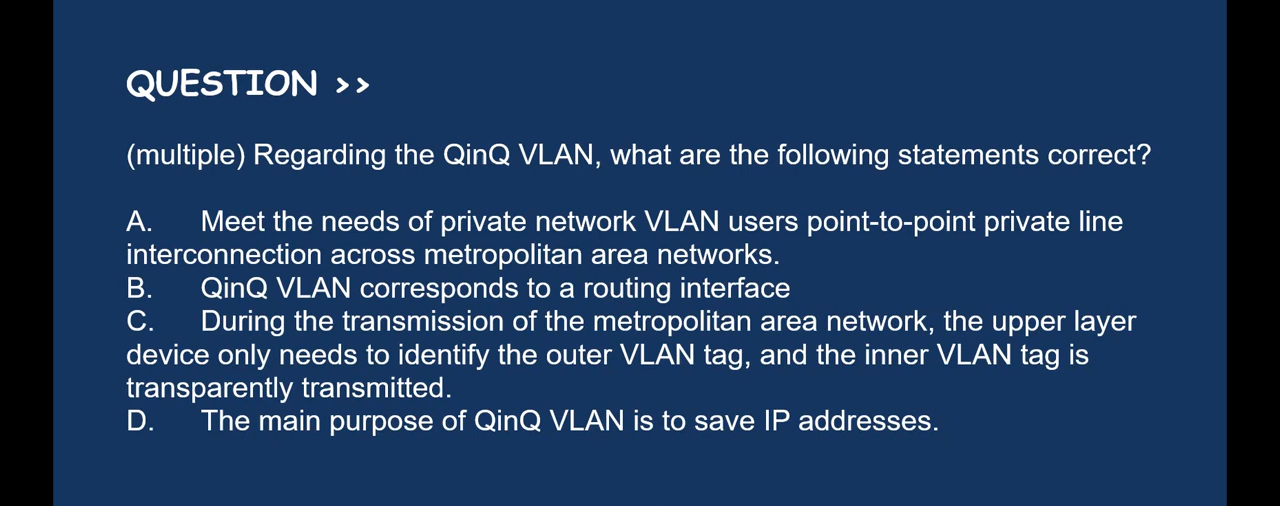 QUESTION >>
(multiple) Regarding the QinQ VLAN, what are the following statements correct?
A. Meet the needs of private network VLAN users point-to-point private line
interconnection across metropolitan area networks.
B. QinQ VLAN corresponds to a routing interface
C. During the transmission of the metropolitan area network, the upper layer
device only needs to identify the outer VLAN tag, and the inner VLAN tag is
transparently transmitted.
D. The main purpose of QinQ VLAN is to save IP addresses.